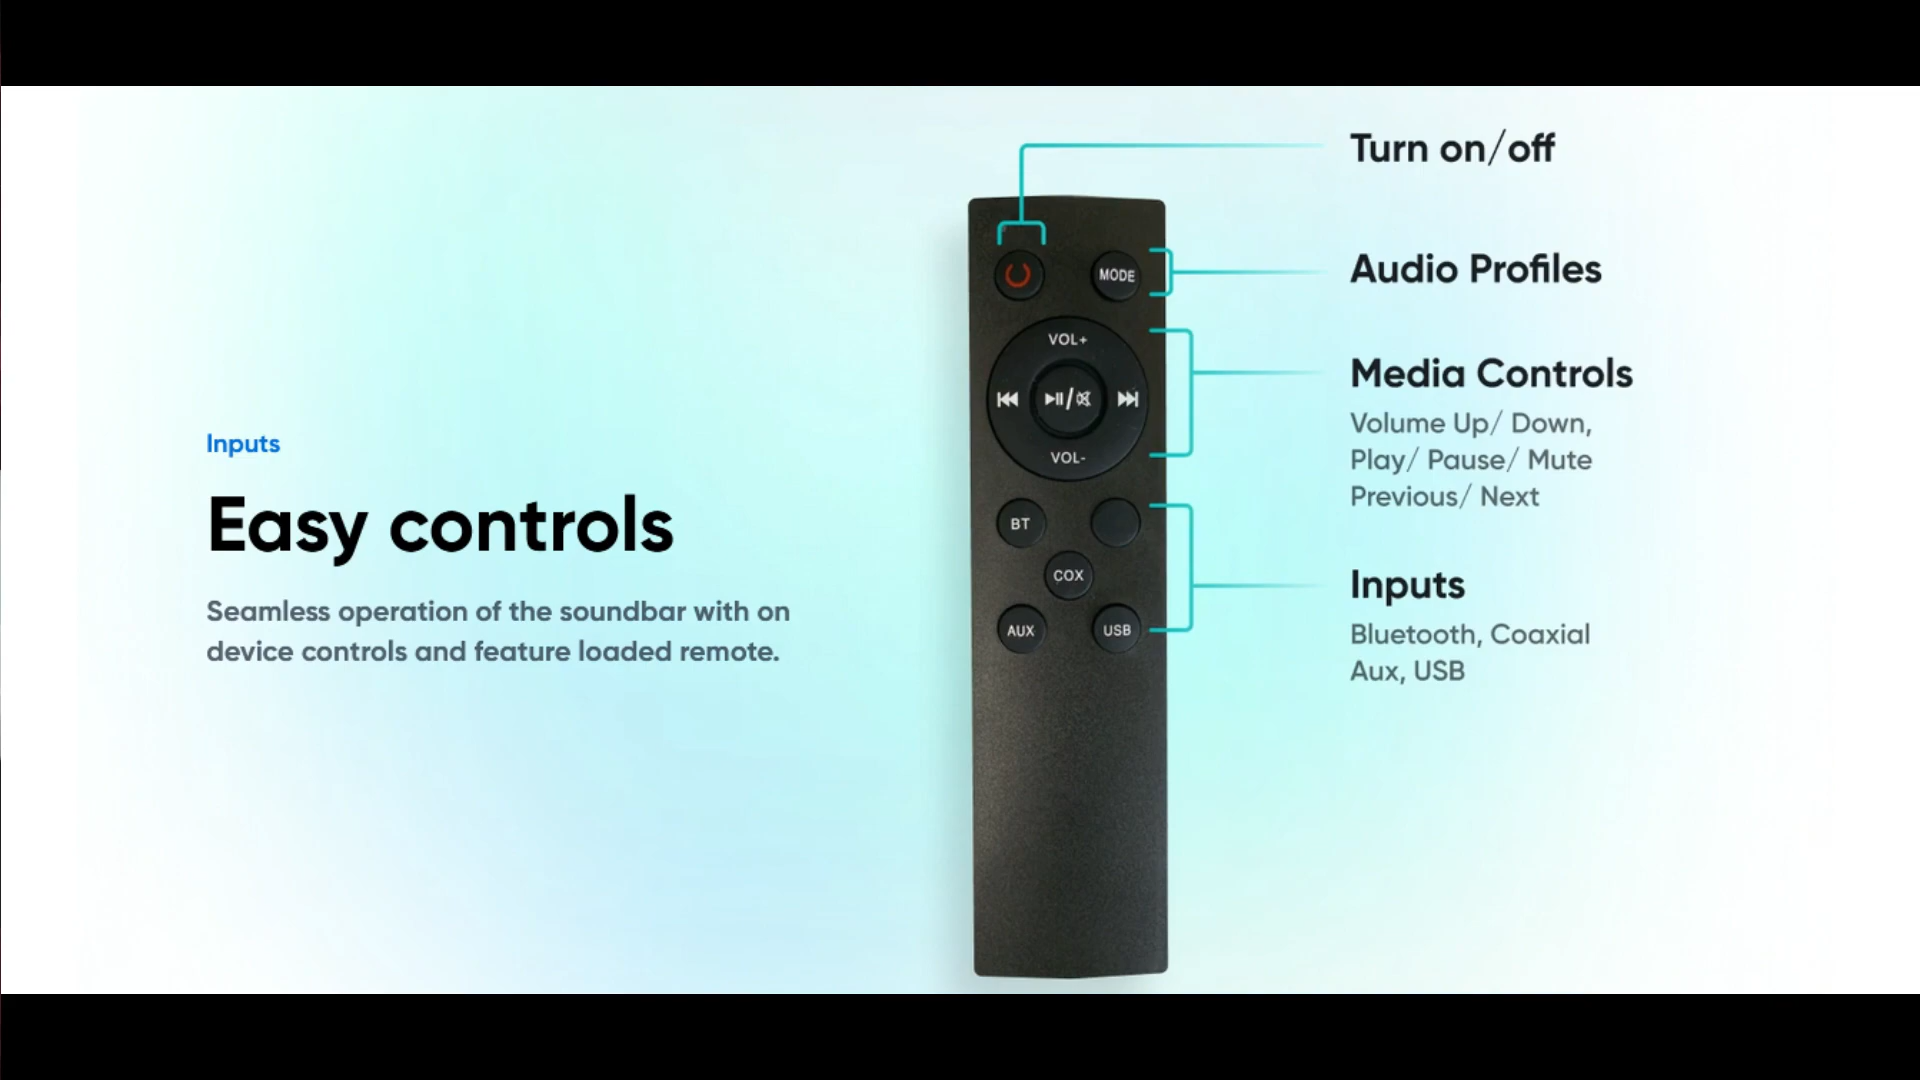 Inputs
Easy controls
Seamless operation of the soundbar with on
device controls and feature loaded remote.
MODE
VOL+
VOL-
BT
COX
AUX
USB
Turn on/off
Audio Profiles
Media Controls
Volume Up/ Down,
Play/ Pause/ Mute
Previous/ Next
Inputs
Bluetooth, Coaxial
Aux, USB